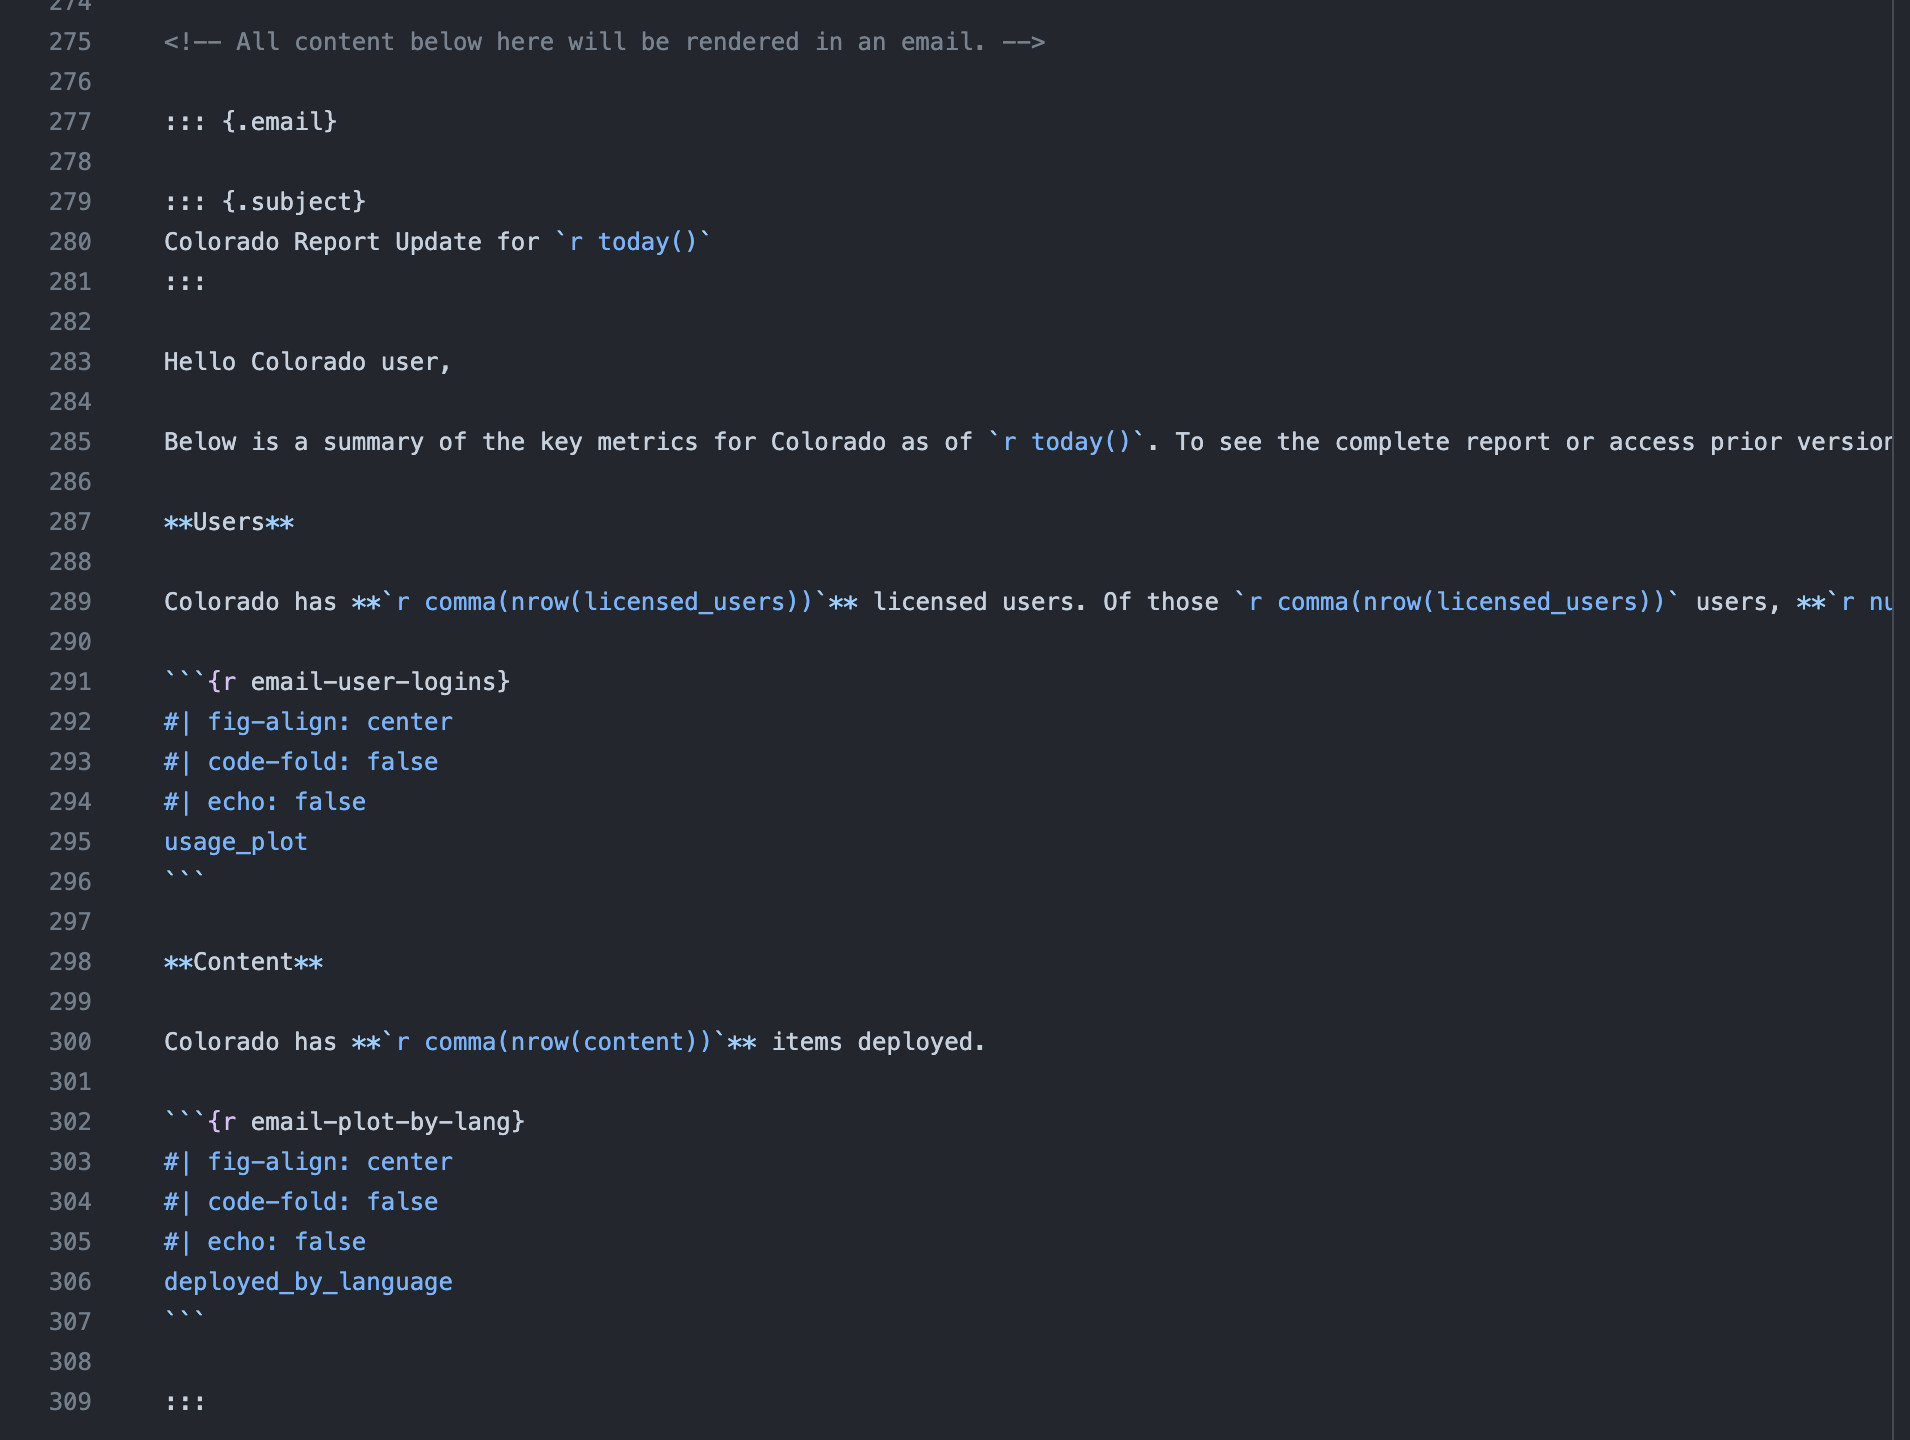 274
275 <!-- All content below here will be rendered in an email. -->
276
277 ::: {.email}
278
279 ::: {.subject}
280 Colorado Report Update for `r today()`
281 :::
282
283 Hello Colorado user,
284
285 Below is a summary of the key metrics for Colorado as of `r today()`. To see the complete report or access prior version
286
287 **Users**
288
289 Colorado has **`r comma(nrow(licensed_users))`** licensed users. Of those `r comma(nrow(licensed_users))` users, **`r nu
290
291 ```{r email-user-logins}
292 #| fig-align: center
293 #| code-fold: false
294 #| echo: false
295 usage_plot
296 ```
297
298 **Content**
299
300 Colorado has **`r comma(nrow(content))`** items deployed.
301
302 ```{r email-plot-by-lang}
303 #| fig-align: center
304 #| code-fold: false
305 #| echo: false
306 deployed_by_language
307 ```
308
309 :::